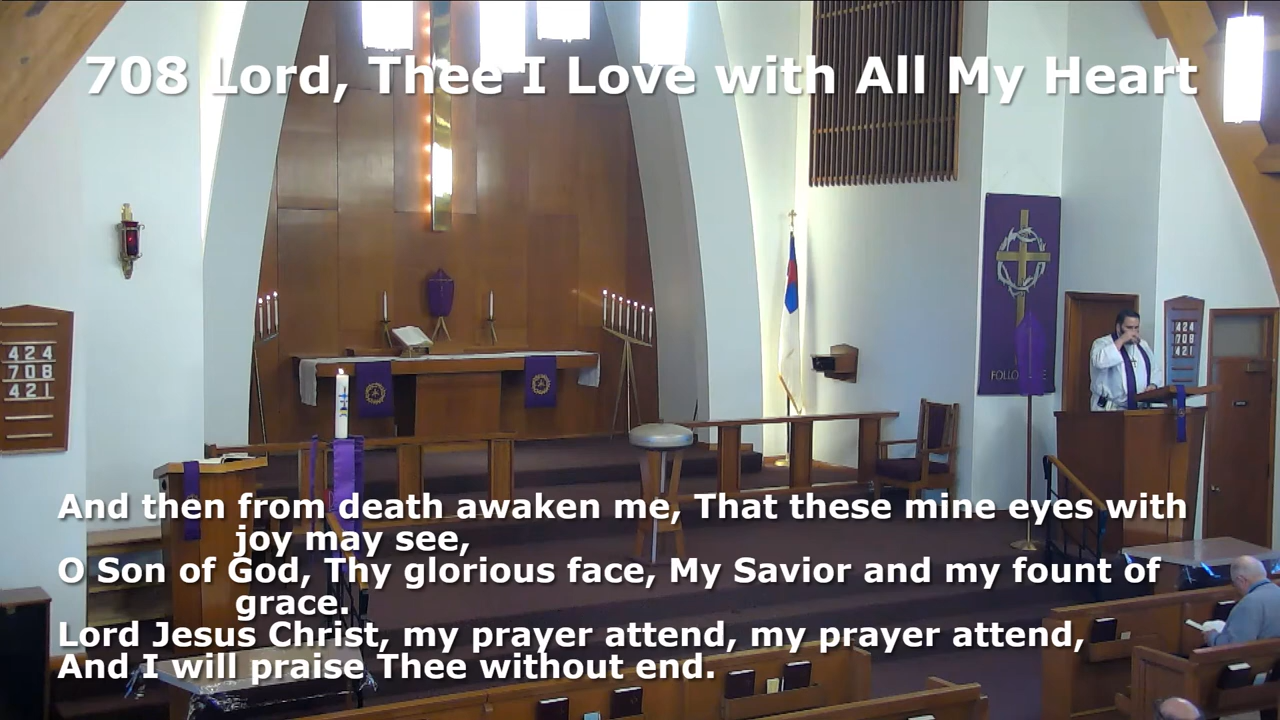 708 Lord, Thee I Love with All My Heart
424
708
421
424
708
421
FOLLO
And then from death awaken me, That these mine eyes with
joy may see,
O Son of God, Thy glorious face, My Savior and my fount of
grace.
Lord Jesus Christ, my prayer attend, my prayer attend,
And I will praise Thee without end.